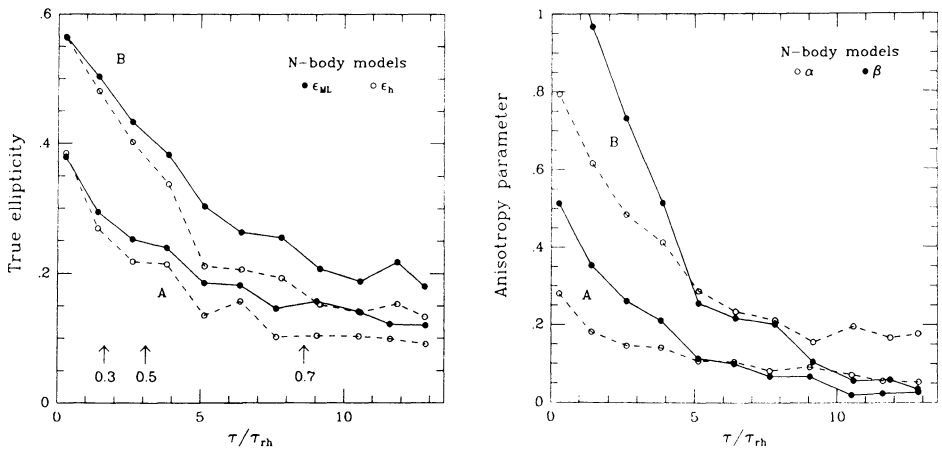 .6
.4
.2
0
True ellipticity
B
A
N-body models
ε_ML ε_h
0.3 0.5 0.7
0 5 10
τ/τ_rh
1
.8
.6
.4
.2
0
Anisotropy parameter
N-body models
α β
B
A
0 5 10
τ/τ_rh